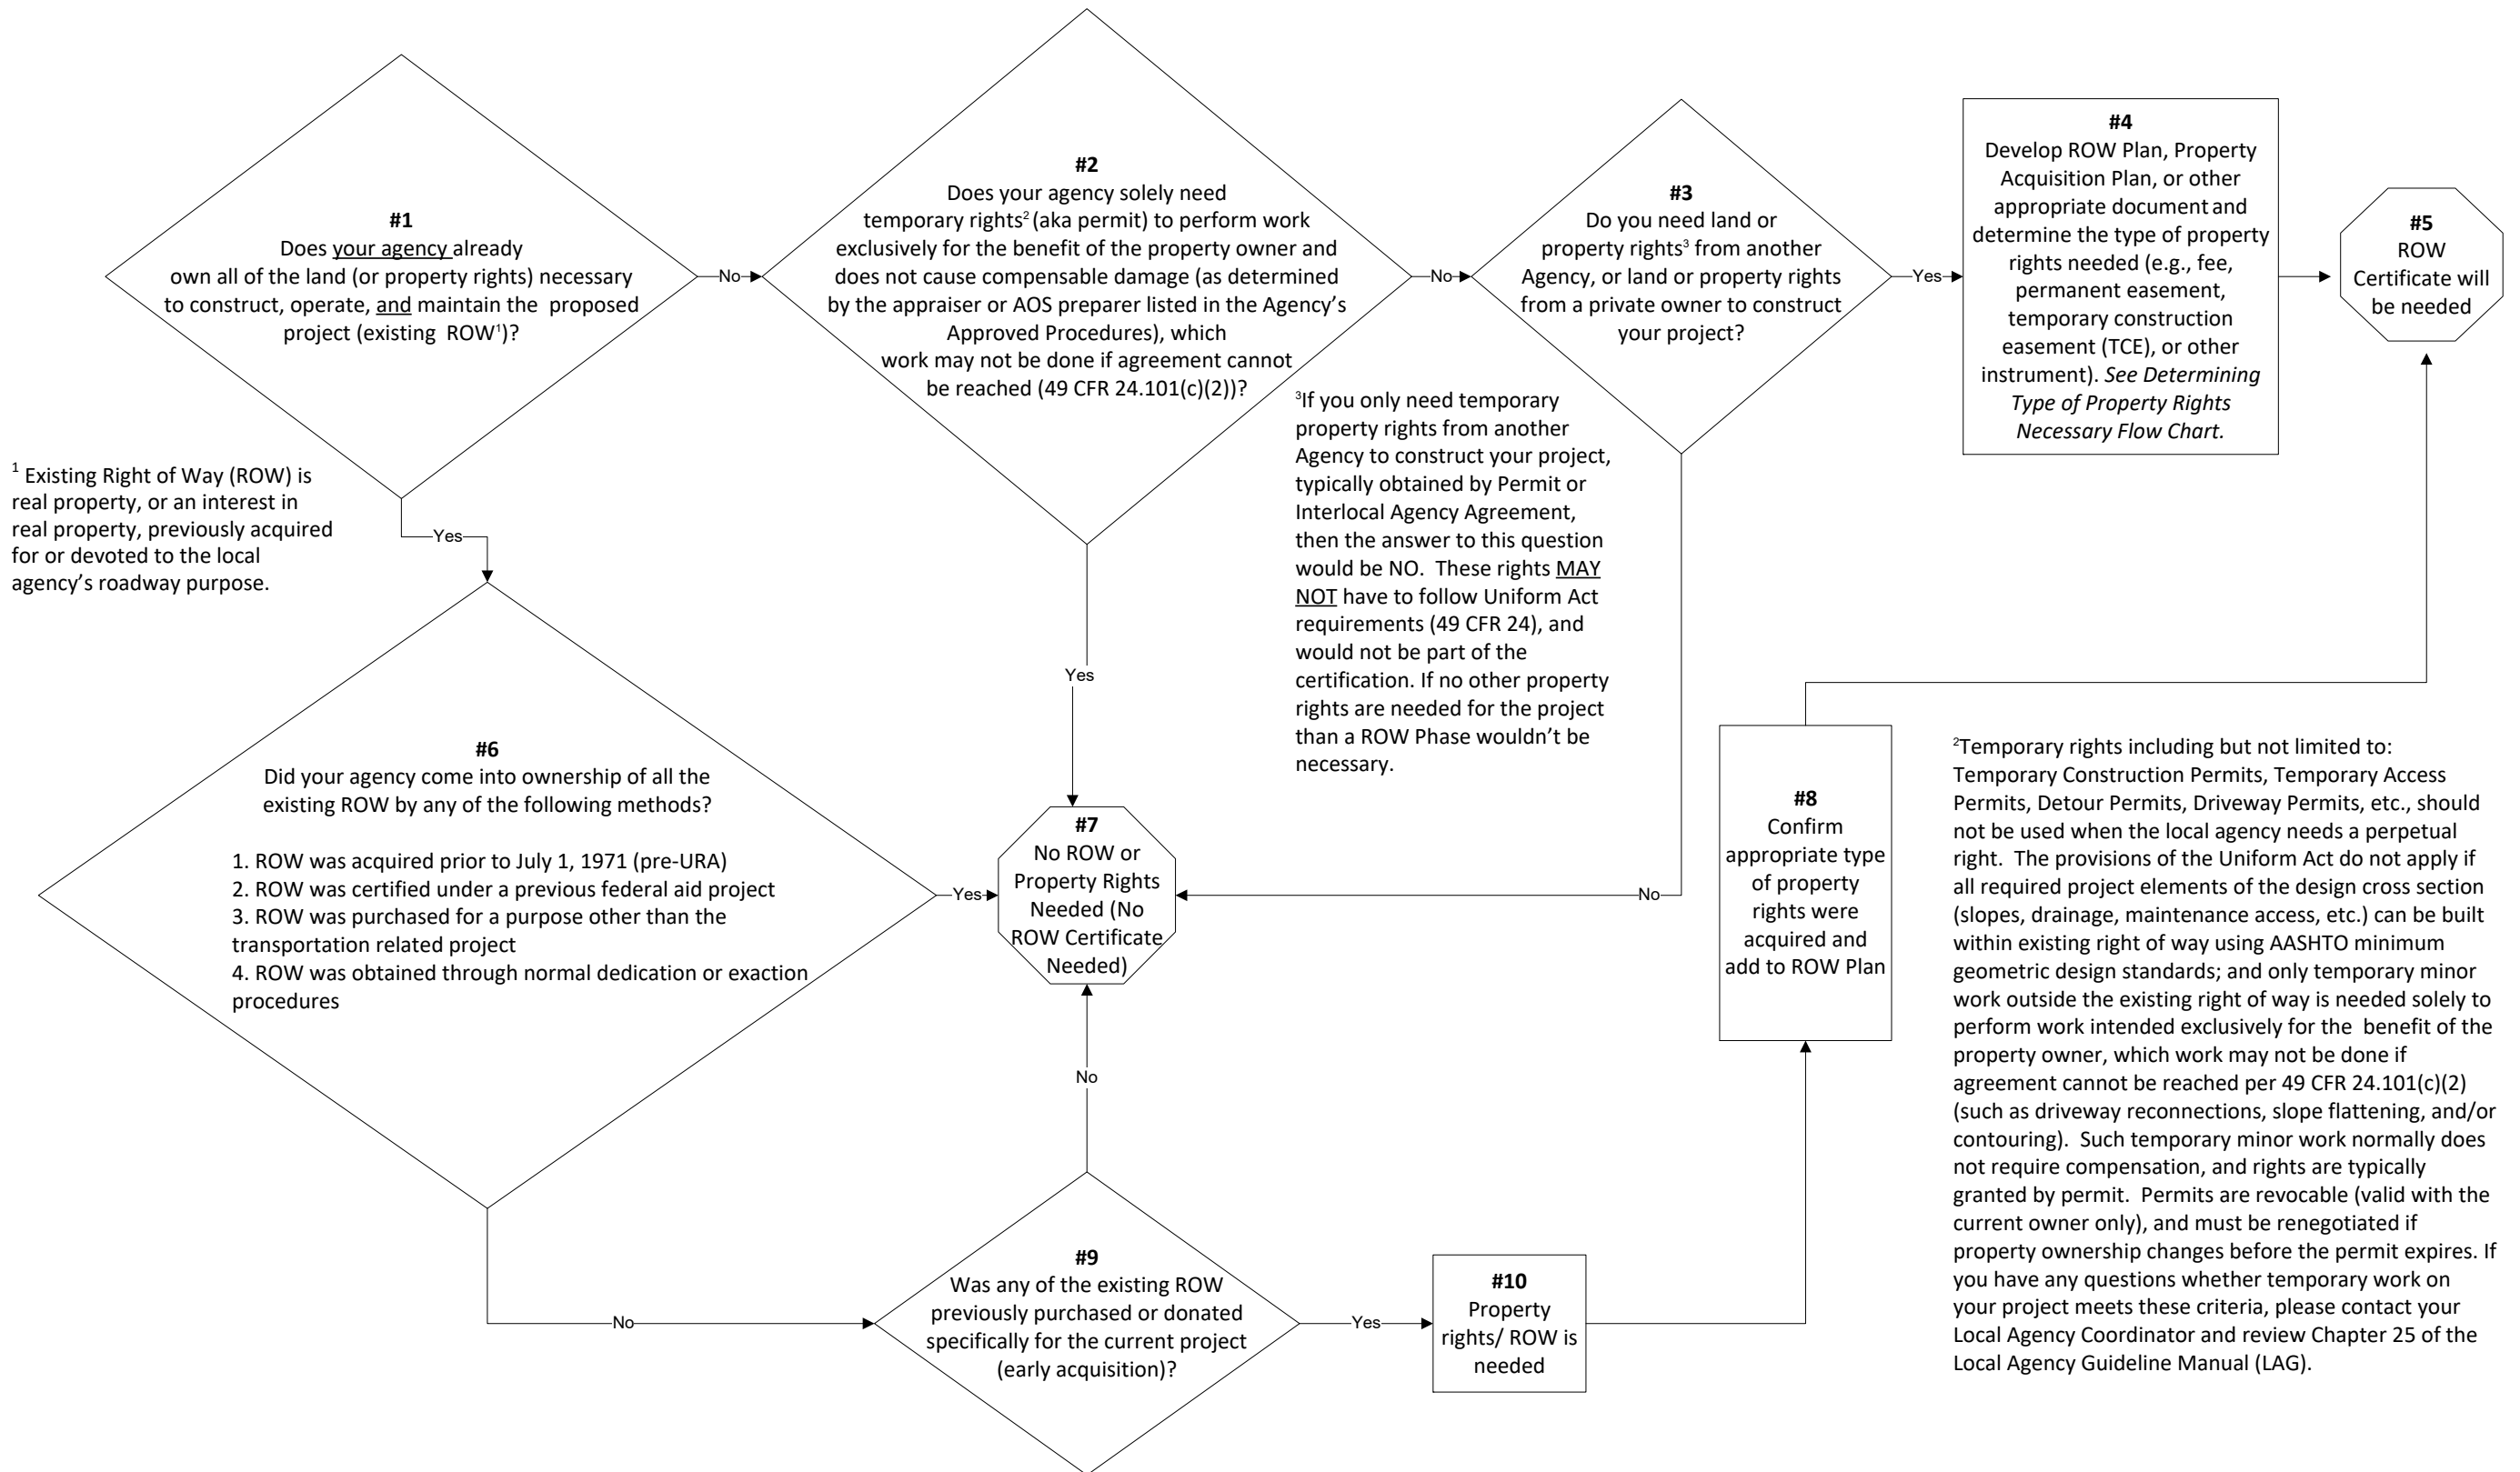 #1
Does your agency already
own all of the land (or property rights) necessary
to construct, operate, and maintain the proposed
project (existing ROW¹)?
No
#2
Does your agency solely need
temporary rights² (aka permit) to perform work
exclusively for the benefit of the property owner and
does not cause compensable damage (as determined
by the appraiser or AOS preparer listed in the Agency’s
Approved Procedures), which
work may not be done if agreement cannot
be reached (49 CFR 24.101(c)(2))?
No
#3
Do you need land or
property rights³ from another
Agency, or land or property rights
from a private owner to construct
your project?
Yes
#4
Develop ROW Plan, Property
Acquisition Plan, or other
appropriate document and
determine the type of property
rights needed (e.g., fee,
permanent easement,
temporary construction
easement (TCE), or other
instrument). See Determining
Type of Property Rights
Necessary Flow Chart.
#5
ROW
Certificate will
be needed
¹ Existing Right of Way (ROW) is
real property, or an interest in
real property, previously acquired
for or devoted to the local
agency’s roadway purpose.
Yes
Yes
³If you only need temporary
property rights from another
Agency to construct your project,
typically obtained by Permit or
Interlocal Agency Agreement,
then the answer to this question
would be NO. These rights MAY
NOT have to follow Uniform Act
requirements (49 CFR 24), and
would not be part of the
certification. If no other property
rights are needed for the project
than a ROW Phase wouldn’t be
necessary.
#6
Did your agency come into ownership of all the
existing ROW by any of the following methods?
1. ROW was acquired prior to July 1, 1971 (pre-URA)
2. ROW was certified under a previous federal aid project
3. ROW was purchased for a purpose other than the
transportation related project
4. ROW was obtained through normal dedication or exaction
procedures
Yes
#7
No ROW or
Property Rights
Needed (No
ROW Certificate
Needed)
No
#8
Confirm
appropriate type
of property
rights were
acquired and
add to ROW Plan
²Temporary rights including but not limited to:
Temporary Construction Permits, Temporary Access
Permits, Detour Permits, Driveway Permits, etc., should
not be used when the local agency needs a perpetual
right. The provisions of the Uniform Act do not apply if
all required project elements of the design cross section
(slopes, drainage, maintenance access, etc.) can be built
within existing right of way using AASHTO minimum
geometric design standards; and only temporary minor
work outside the existing right of way is needed solely to
perform work intended exclusively for the benefit of the
property owner, which work may not be done if
agreement cannot be reached per 49 CFR 24.101(c)(2)
(such as driveway reconnections, slope flattening, and/or
contouring). Such temporary minor work normally does
not require compensation, and rights are typically
granted by permit. Permits are revocable (valid with the
current owner only), and must be renegotiated if
property ownership changes before the permit expires. If
you have any questions whether temporary work on
your project meets these criteria, please contact your
Local Agency Coordinator and review Chapter 25 of the
Local Agency Guideline Manual (LAG).
No
No
#9
Was any of the existing ROW
previously purchased or donated
specifically for the current project
(early acquisition)?
Yes
#10
Property
rights/ ROW is
needed